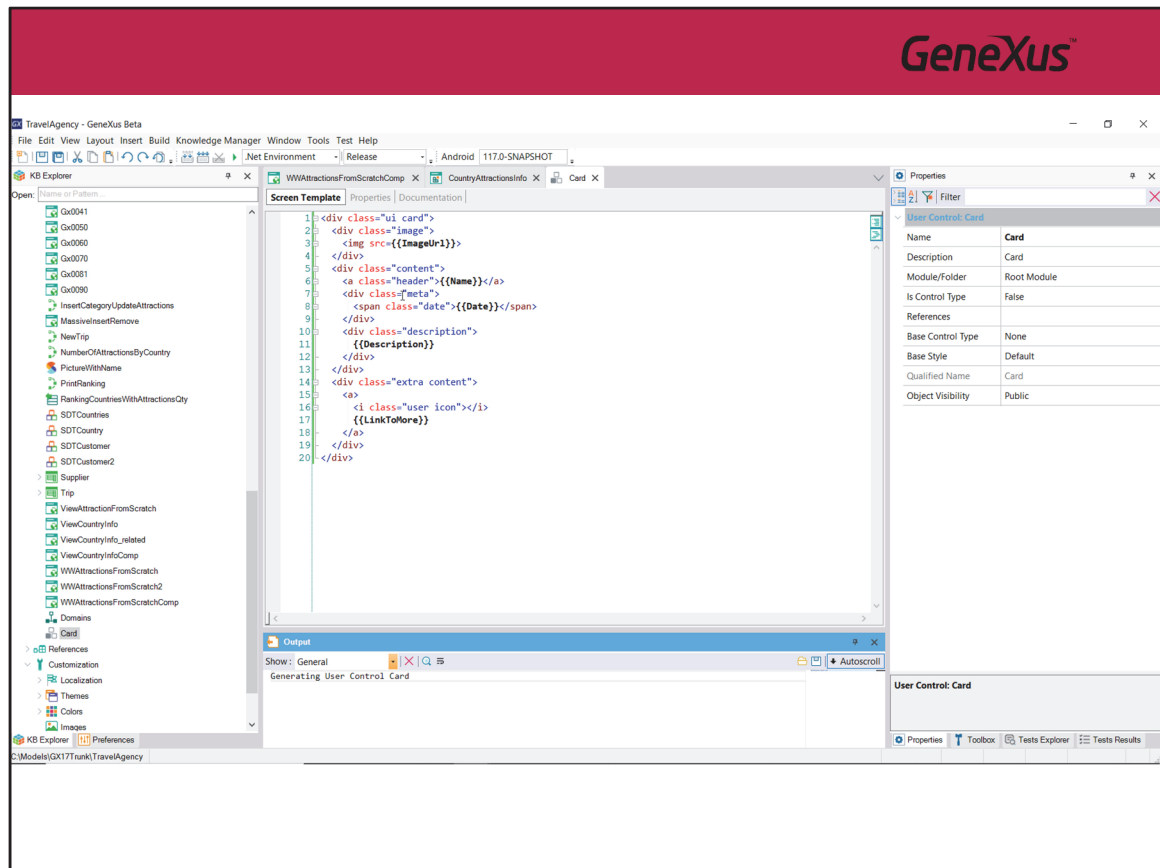 GeneXus™
GX TravelAgency - GeneXus Beta
File Edit View Layout Insert Build Knowledge Manager Window Tools Test Help
.Net Environment Release Android 117.0-SNAPSHOT
KB Explorer
Open: Name or Pattern...
Gx0041
Gx0050
Gx0060
Gx0070
Gx0081
Gx0090
InsertCategoryUpdateAttractions
MassiveInsertRemove
NewTrip
NumberOfAttractionsByCountry
PictureWithName
PrintRanking
RankingCountriesWithAttractionsQty
SDTCountries
SDTCountry
SDTCustomer
SDTCustomer2
Supplier
Trip
ViewAttractionFromScratch
ViewCountryInfo
ViewCountryInfo_related
ViewCountryInfoComp
WWAttractionsFromScratch
WWAttractionsFromScratch2
WWAttractionsFromScratchComp
Domains
Card
References
Customization
Localization
Themes
Colors
Images
KB Explorer Preferences
C:\Models\GX17Trunk\TravelAgency
WWAttractionsFromScratchComp CountryAttractionsInfo Card
Screen Template Properties Documentation
1 <div class="ui card">
2 <div class="image">
3 <img src={{ImageUrl}}>
4 </div>
5 <div class="content">
6 <a class="header">{{Name}}</a>
7 <div class="meta">
8 <span class="date">{{Date}}</span>
9 </div>
10 <div class="description">
11 {{Description}}
12 </div>
13 </div>
14 <div class="extra content">
15 <a>
16 <i class="user icon"></i>
17 {{LinkToMore}}
18 </a>
19 </div>
20 </div>
Output
Show: General Autoscroll
Generating User Control Card
Properties
Filter
User Control: Card
Name Card
Description Card
Module/Folder Root Module
Is Control Type False
References
Base Control Type None
Base Style Default
Qualified Name Card
Object Visibility Public
User Control: Card
Properties Toolbox Tests Explorer Tests Results